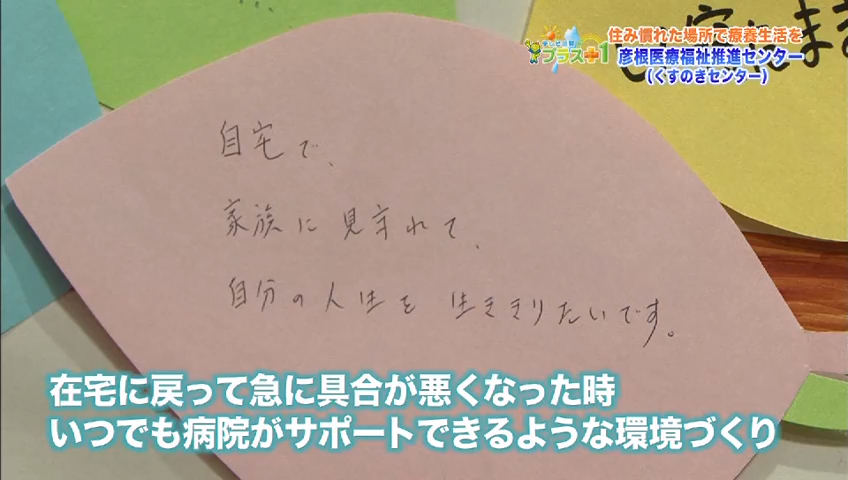 プラス+1
住み慣れた場所で療養生活を
彦根医療福祉推進センター
(くすのきセンター)
自宅で、
家族に見守れて、
自分の人生を 生ききりたいです。
在宅に戻って急に具合が悪くなった時
いつでも病院がサポートできるような環境づくり